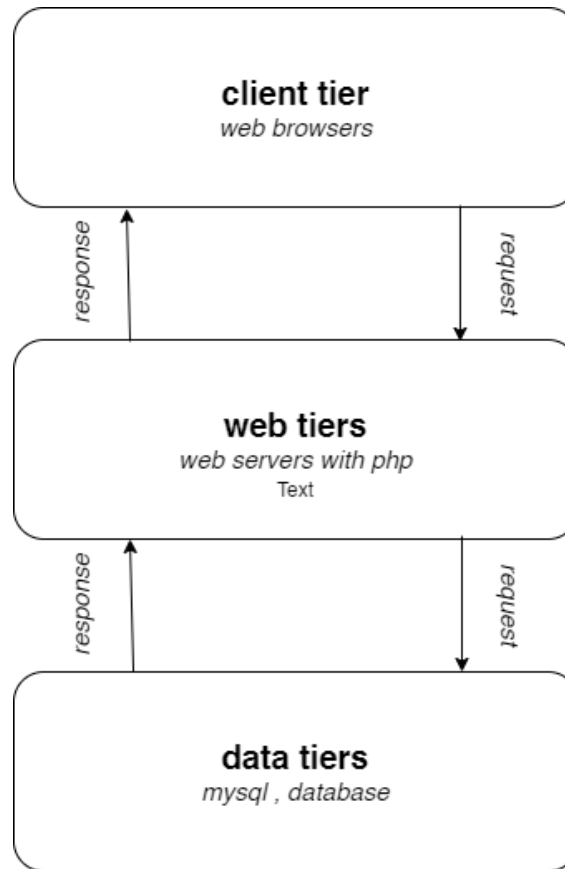 client tier
web browsers
response
request
web tiers
web servers with php
Text
response
request
data tiers
mysql , database